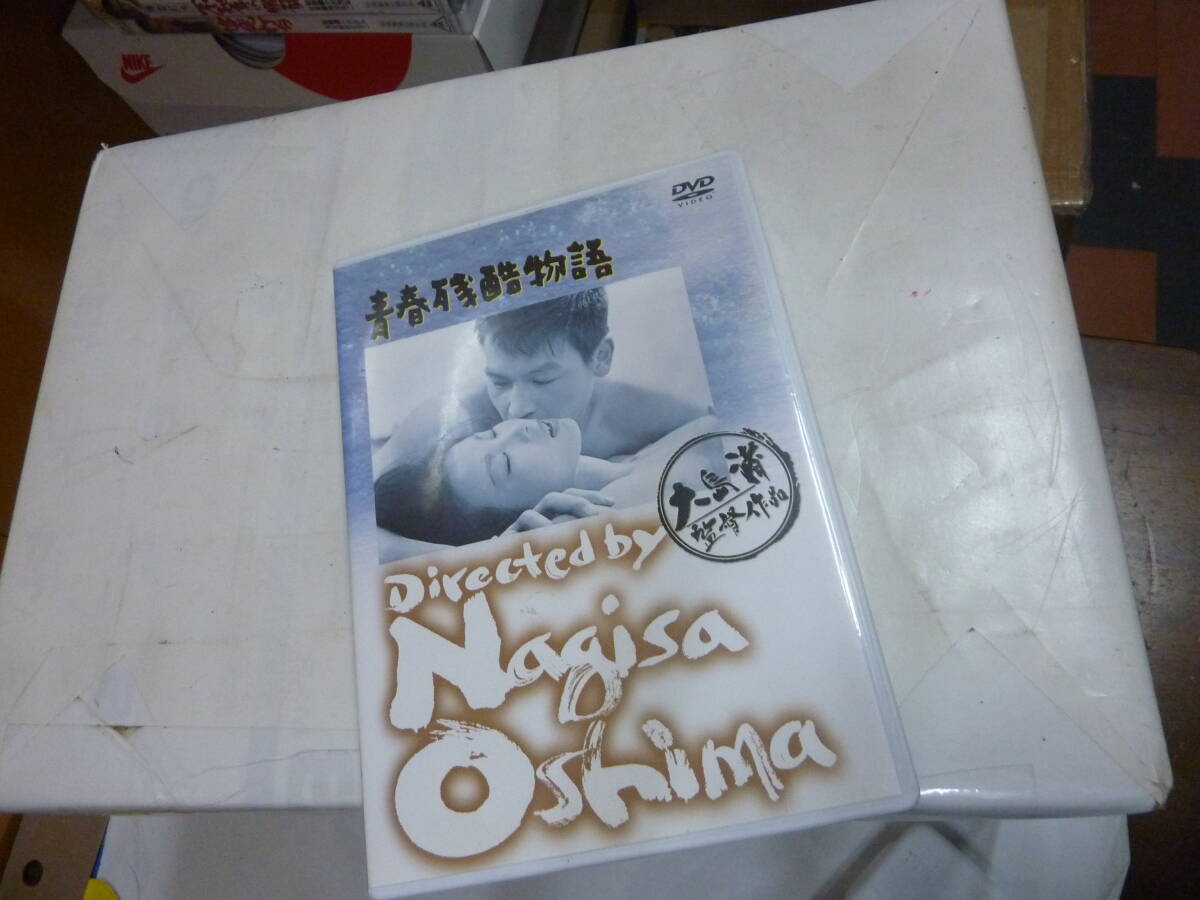 NIKE
DVD
VIDEO
青春残酷物語
大島渚
監督作品
Directed by
Nagisa
Oshima